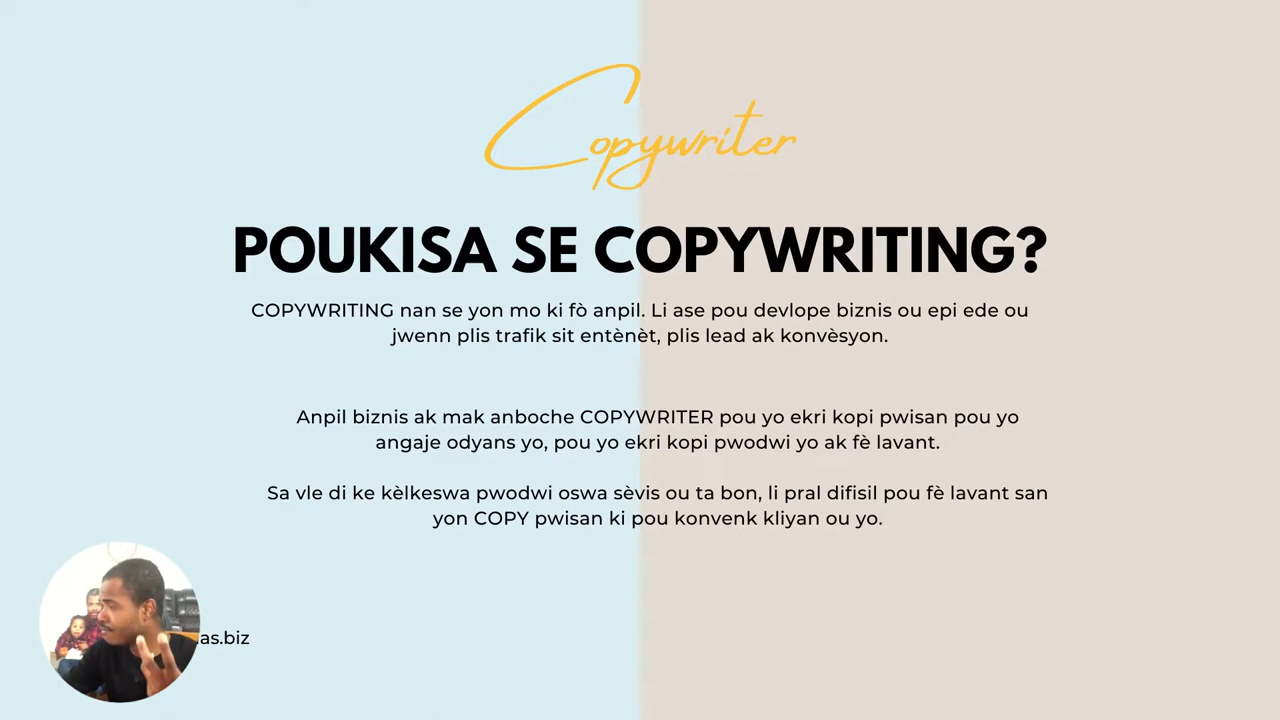 Copywriter
POUKISA SE COPYWRITING?
COPYWRITING nan se yon mo ki fò anpil. Li ase pou devlope biznis ou epi ede ou
jwenn plis trafik sit entènèt, plis lead ak konvèsyon.
Anpil biznis ak mak anboche COPYWRITER pou yo ekri kopi pwisan pou yo
angaje odyans yo, pou yo ekri kopi pwodwi yo ak fè lavant.
Sa vle di ke kèlkeswa pwodwi oswa sèvis ou ta bon, li pral difisil pou fè lavant san
yon COPY pwisan ki pou konvenk kliyan ou yo.
as.biz